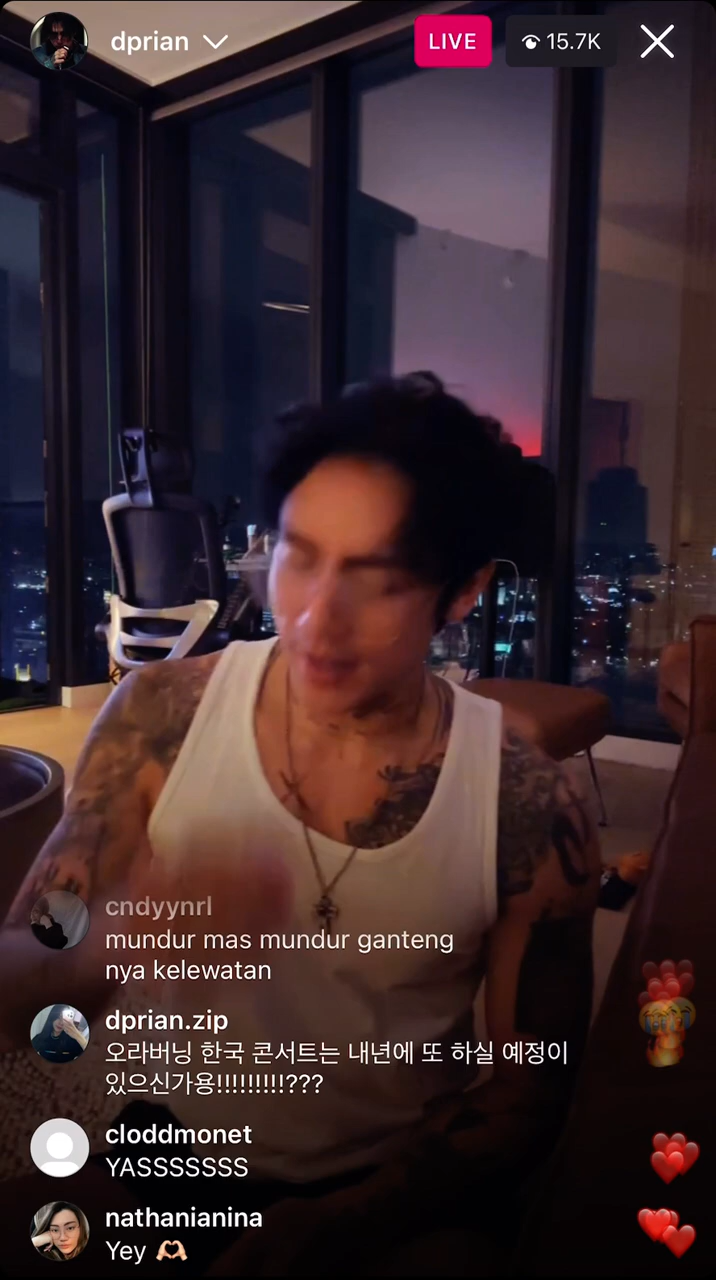 dprian
LIVE
15.7K
cndyynrl
mundur mas mundur ganteng
nya kelewatan
dprian.zip
오라버닝 한국 콘서트는 내년에 또 하실 예정이
있으신가용!!!!!!!!!???
cloddmonet
YASSSSSSS
nathanianina
Yey 🫶🏻